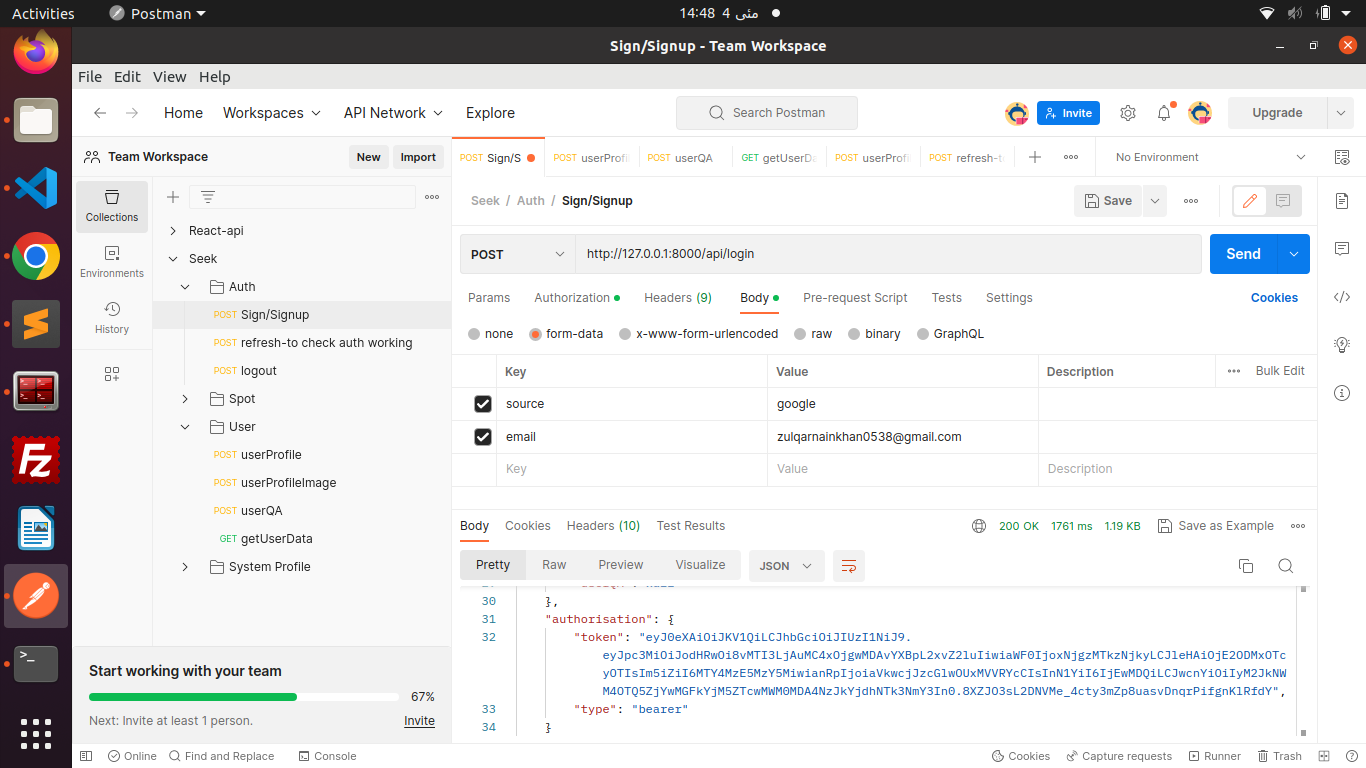 Activities
Postman
14:48 4 مئی
Sign/Signup - Team Workspace
File Edit View Help
Home Workspaces API Network Explore
Search Postman
Invite
Upgrade
Team Workspace
New Import
POST Sign/S
POST userProfi
POST userQA
GET getUserDa
POST userProfi
POST refresh-t
No Environment
Collections
Environments
History
React-api
Seek
Auth
POST Sign/Signup
POST refresh-to check auth working
POST logout
Spot
User
POST userProfile
POST userProfileImage
POST userQA
GET getUserData
System Profile
Start working with your team
67%
Next: Invite at least 1 person. Invite
Seek / Auth / Sign/Signup
Save
POST http://127.0.0.1:8000/api/login
Send
Params Authorization Headers (9) Body Pre-request Script Tests Settings Cookies
none form-data x-www-form-urlencoded raw binary GraphQL
Key Value Description Bulk Edit
source google
email zulqarnainkhan0538@gmail.com
Key Value Description
Body Cookies Headers (10) Test Results
200 OK 1761 ms 1.19 KB Save as Example
Pretty Raw Preview Visualize JSON
30 },
31 "authorisation": {
32 "token": "eyJ0eXAiOiJKV1QiLCJhbGciOiJIUzI1NiJ9.
33 "type": "bearer"
34 }
Online Find and Replace Console
Cookies Capture requests Runner Trash